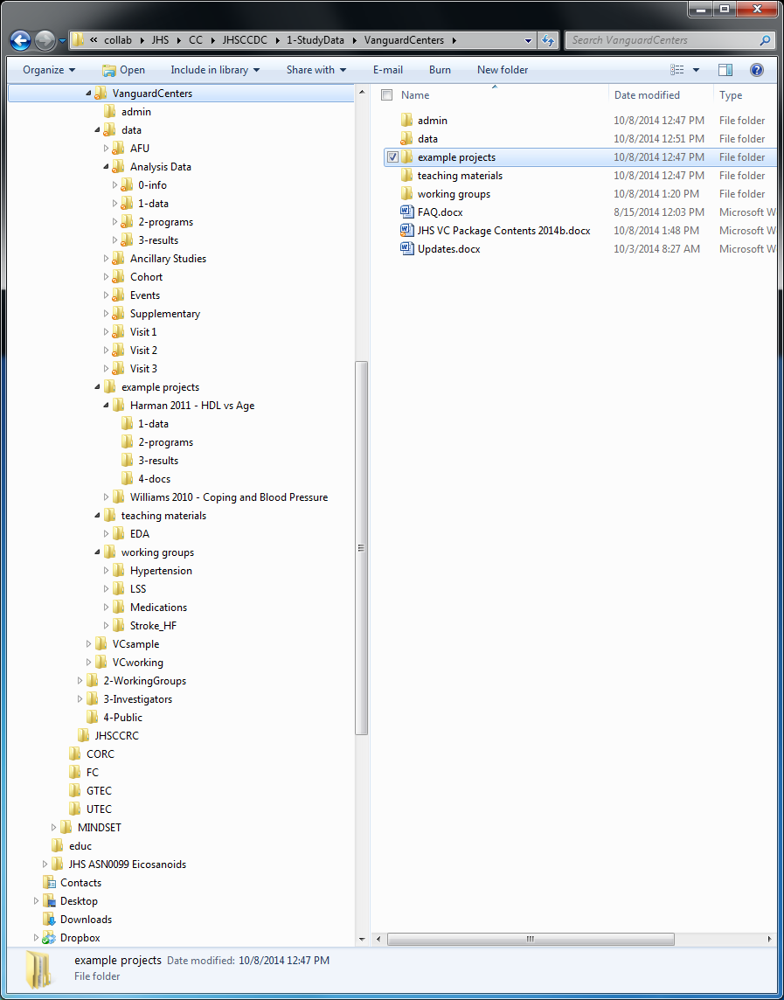 « collab JHS CC JHSCCDC 1-StudyData VanguardCenters
Search VanguardCenters
Organize Open Include in library Share with E-mail Burn New folder
VanguardCenters
admin
data
AFU
Analysis Data
0-info
1-data
2-programs
3-results
Ancillary Studies
Cohort
Events
Supplementary
Visit 1
Visit 2
Visit 3
example projects
Harman 2011 - HDL vs Age
1-data
2-programs
3-results
4-docs
Williams 2010 - Coping and Blood Pressure
teaching materials
EDA
working groups
Hypertension
LSS
Medications
Stroke_HF
VCsample
VCworking
2-WorkingGroups
3-Investigators
4-Public
JHSCCRC
CORC
FC
GTEC
UTEC
MINDSET
educ
JHS ASN0099 Eicosanoids
Contacts
Desktop
Downloads
Dropbox
Name Date modified Type
admin 10/8/2014 12:47 PM File folder
data 10/8/2014 12:51 PM File folder
example projects 10/8/2014 12:47 PM File folder
teaching materials 10/8/2014 12:47 PM File folder
working groups 10/8/2014 1:20 PM File folder
FAQ.docx 8/15/2014 12:03 PM Microsoft W
JHS VC Package Contents 2014b.docx 10/8/2014 1:48 PM Microsoft W
Updates.docx 10/3/2014 8:27 AM Microsoft W
example projects Date modified: 10/8/2014 12:47 PM
File folder